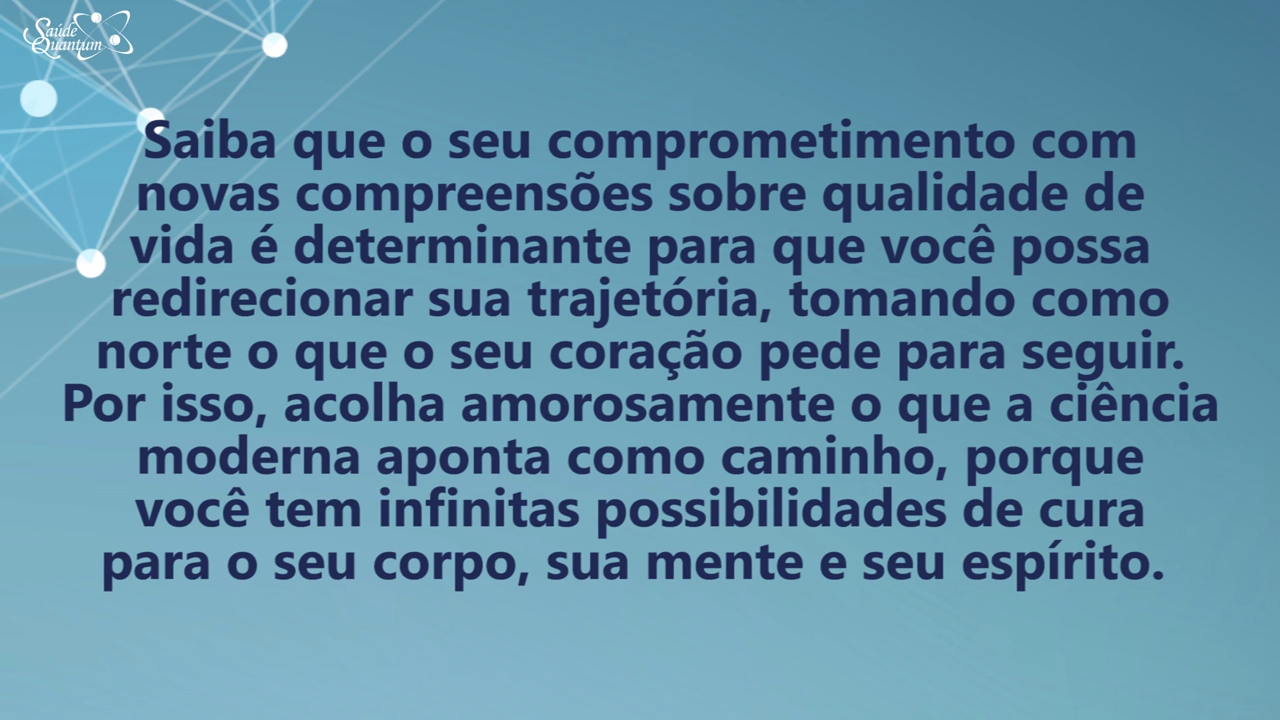 Saúde
Quantum
Saiba que o seu comprometimento com
novas compreensões sobre qualidade de
vida é determinante para que você possa
redirecionar sua trajetória, tomando como
norte o que o seu coração pede para seguir.
Por isso, acolha amorosamente o que a ciência
moderna aponta como caminho, porque
você tem infinitas possibilidades de cura
para o seu corpo, sua mente e seu espírito.